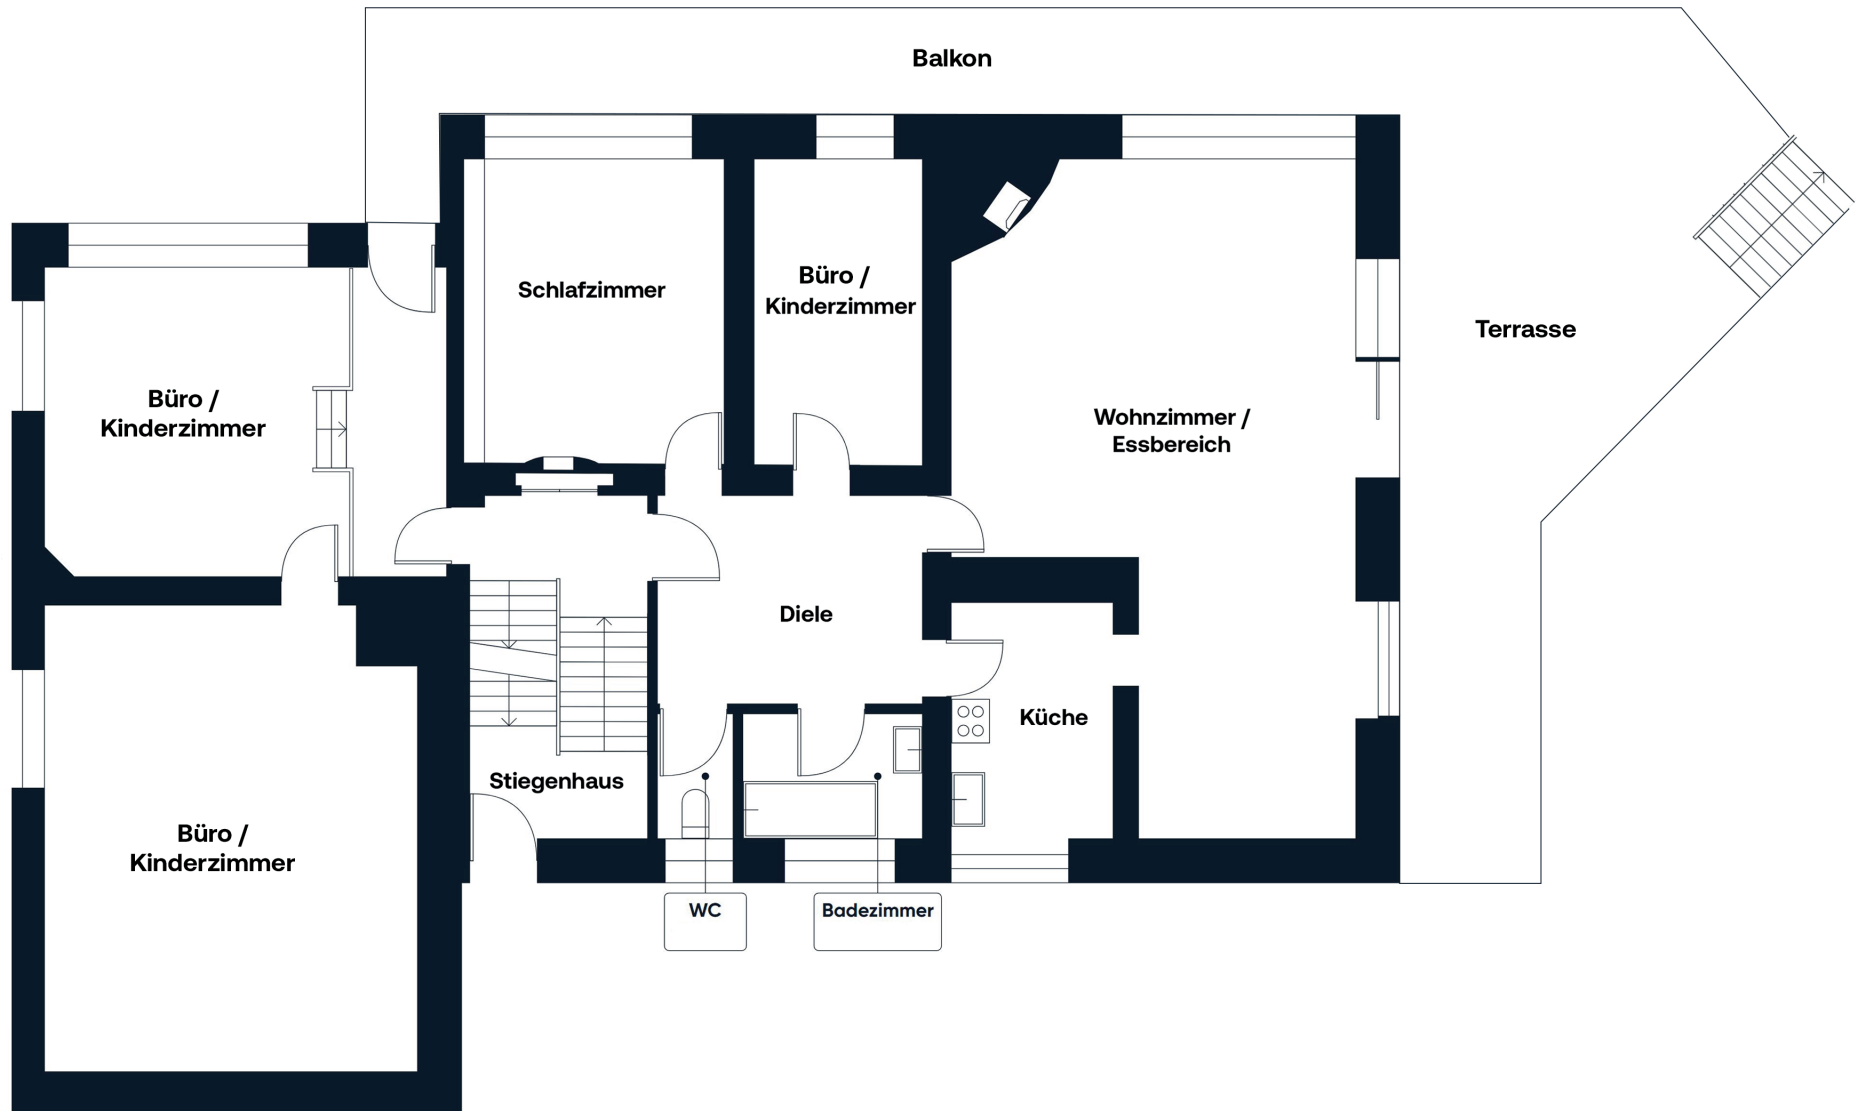 Balkon
Schlafzimmer
Büro /
Kinderzimmer
Terrasse
Büro /
Kinderzimmer
Wohnzimmer /
Essbereich
Diele
Küche
Stiegenhaus
Büro /
Kinderzimmer
WC
Badezimmer